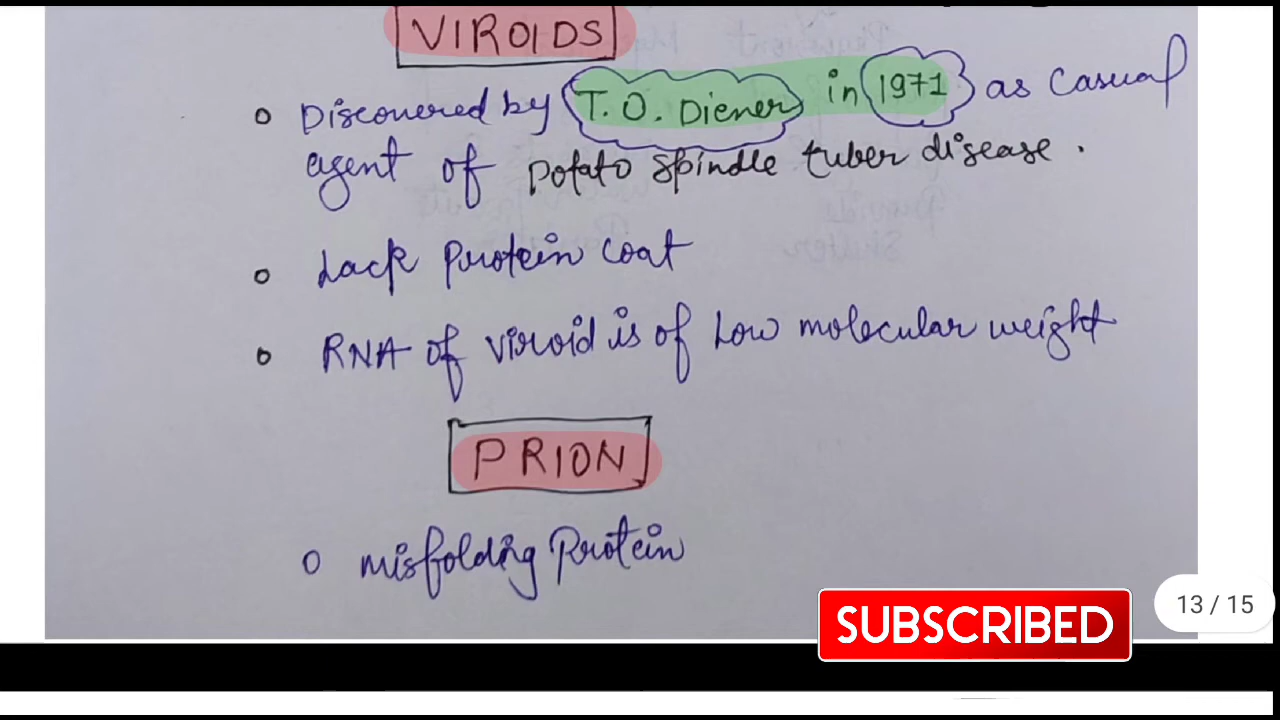 VIROIDS
○ Discovered by T. O. Diener in 1971 as casual
agent of potato spindle tuber disease.
○ Lack Protein coat
○ RNA of viroid is of Low molecular weight
PRION
○ misfolding Protein
SUBSCRIBED
13 / 15